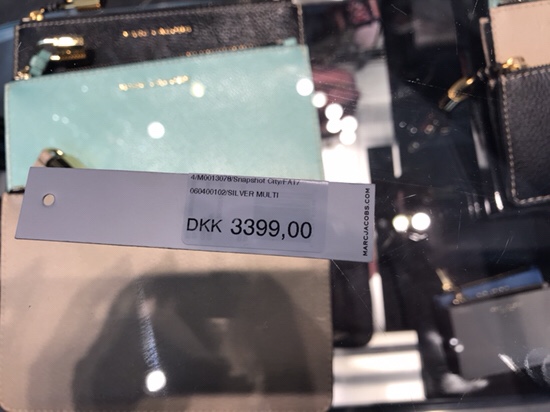 4/M0013078/Snapshot City/FA17
060400102/SILVER MULTI
DKK 3399,00
MARCJACOBS.COM